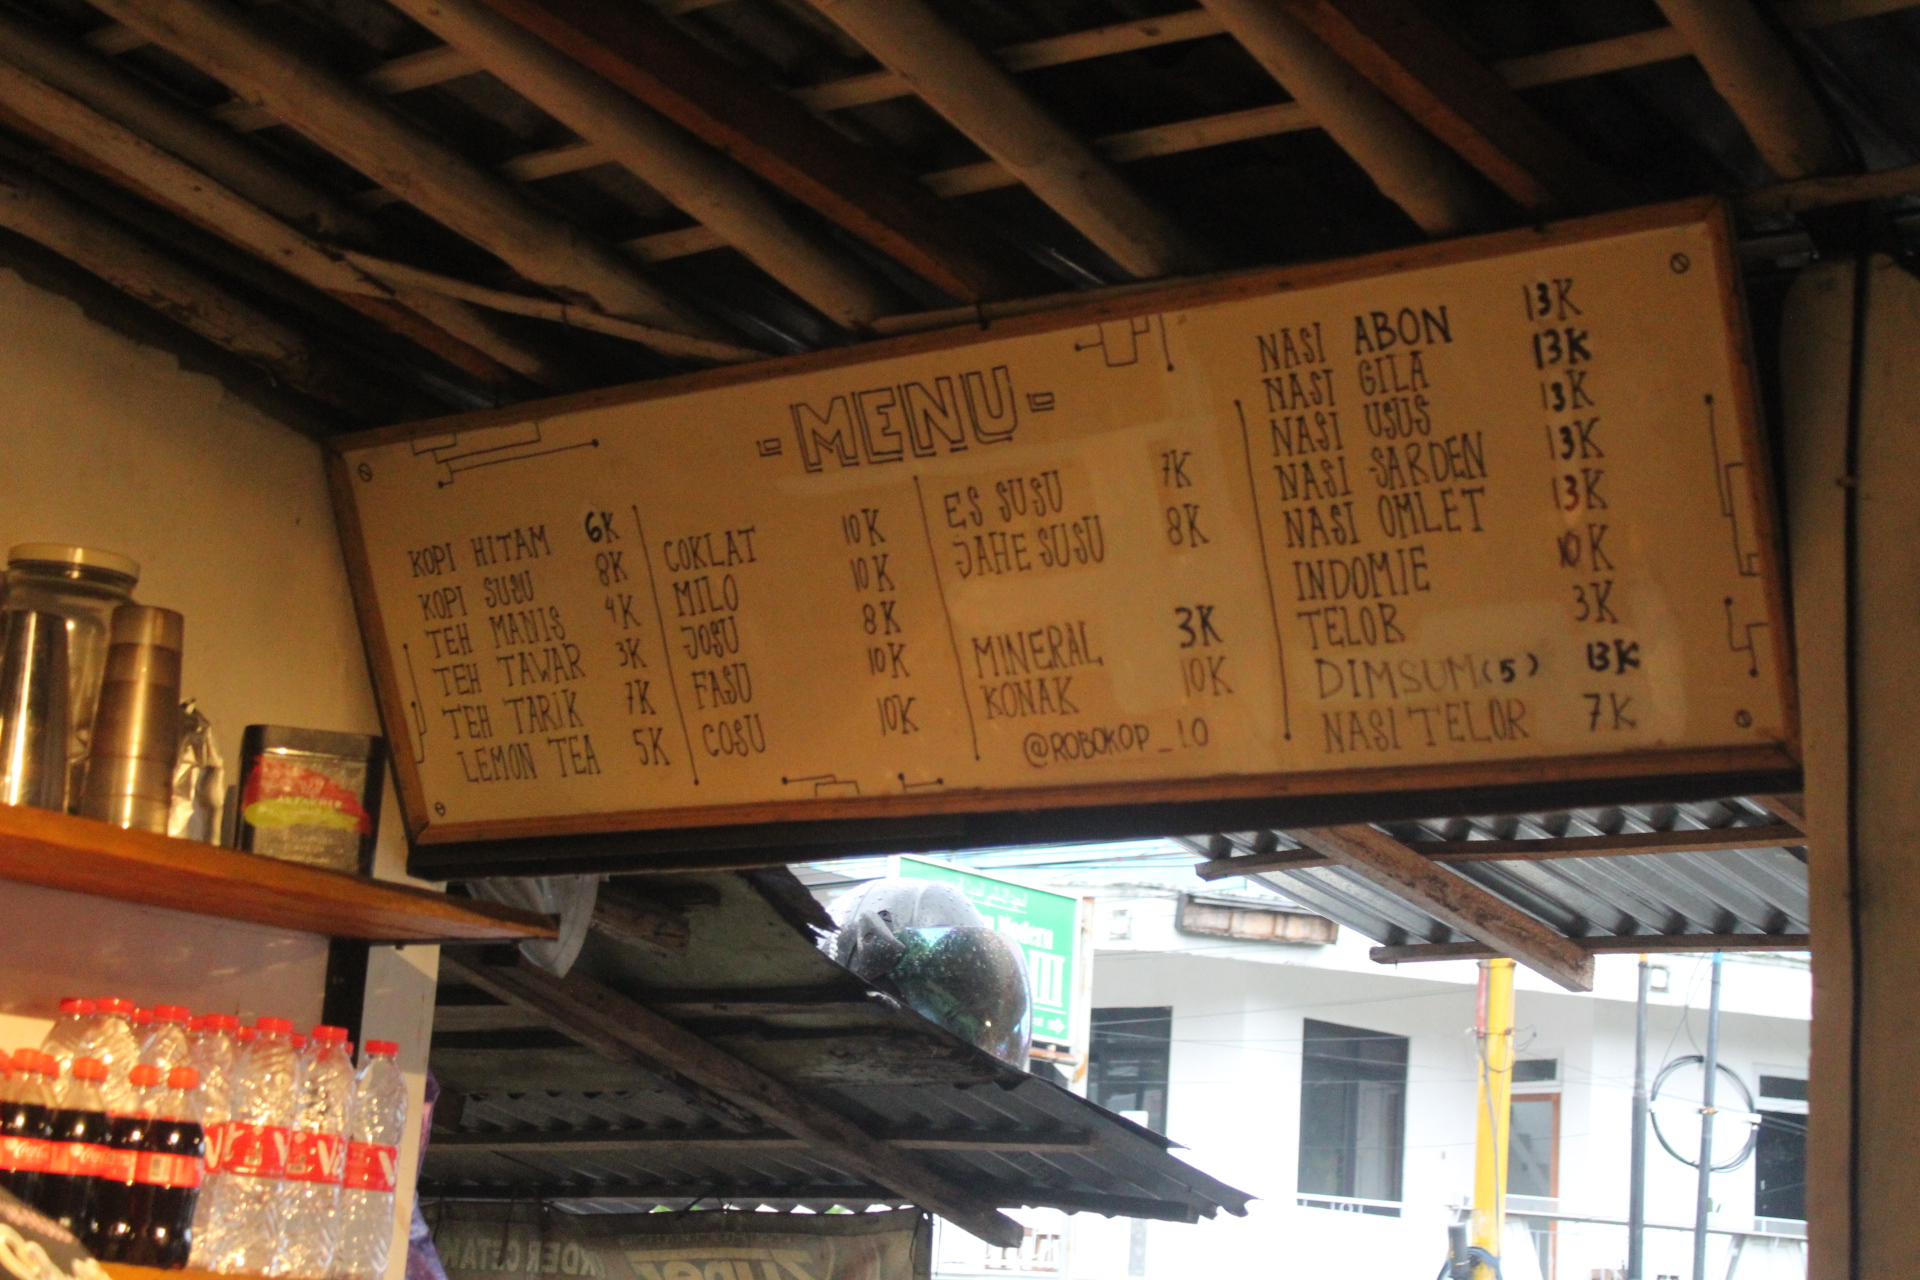 MENU
KOPI HITAM 6K
KOPI SUSU 8K
TEH MANIS 4K
TEH TAWAR 3K
TEH TARIK 7K
LEMON TEA 5K
COKLAT 10K
MILO 10K
JOSU 8K
FASU 10K
COSU 10K
ES SUSU 7K
JAHE SUSU 8K
MINERAL 3K
KONAK 10K
@ROBOKOP_1.0
NASI ABON 13K
NASI GILA 13K
NASI USUS 13K
NASI SARDEN 13K
NASI OMLET 13K
INDOMIE 10K
TELOR 3K
DIMSUM(5) 13K
NASI TELOR 7K